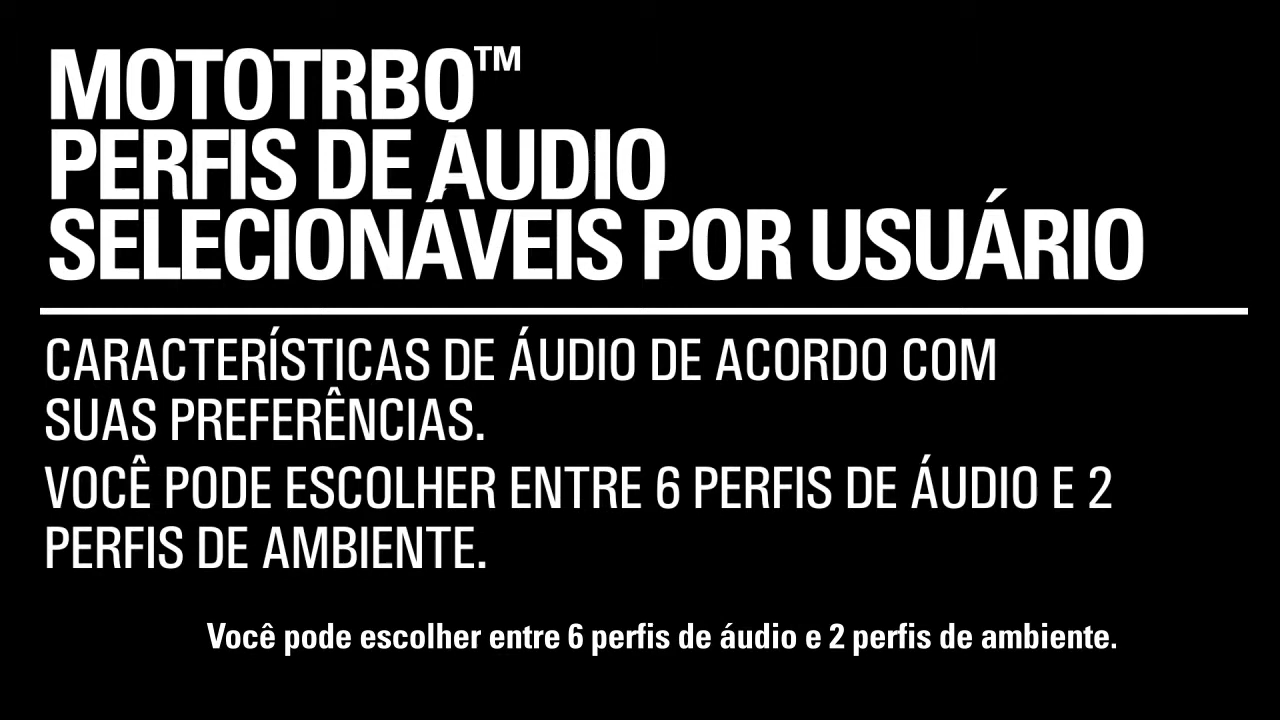 MOTOTRBO™
PERFIS DE ÁUDIO
SELECIONÁVEIS POR USUÁRIO
CARACTERÍSTICAS DE ÁUDIO DE ACORDO COM
SUAS PREFERÊNCIAS.
VOCÊ PODE ESCOLHER ENTRE 6 PERFIS DE ÁUDIO E 2
PERFIS DE AMBIENTE.
Você pode escolher entre 6 perfis de áudio e 2 perfis de ambiente.